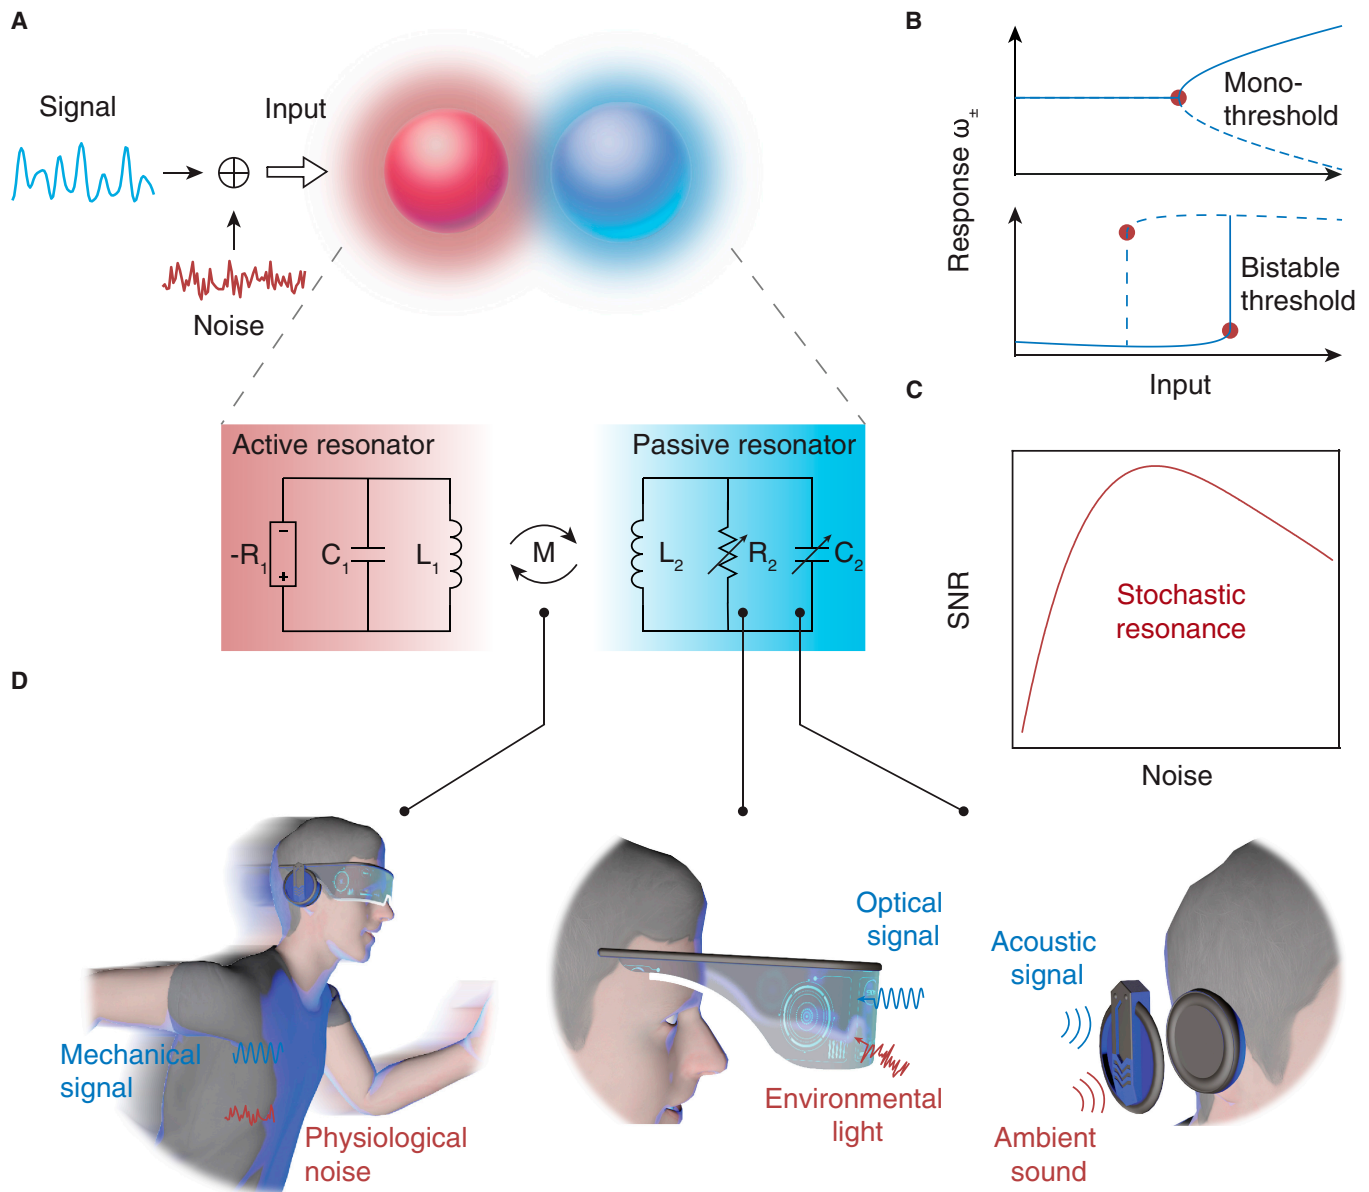 A
Signal
Input
Noise
Active resonator
-R₁
C₁
L₁
M
Passive resonator
L₂
R₂
C₂
B
Response ω±
Mono-
threshold
Bistable
threshold
Input
C
SNR
Stochastic
resonance
Noise
D
Mechanical
signal
Physiological
noise
Optical
signal
Environmental
light
Acoustic
signal
Ambient
sound